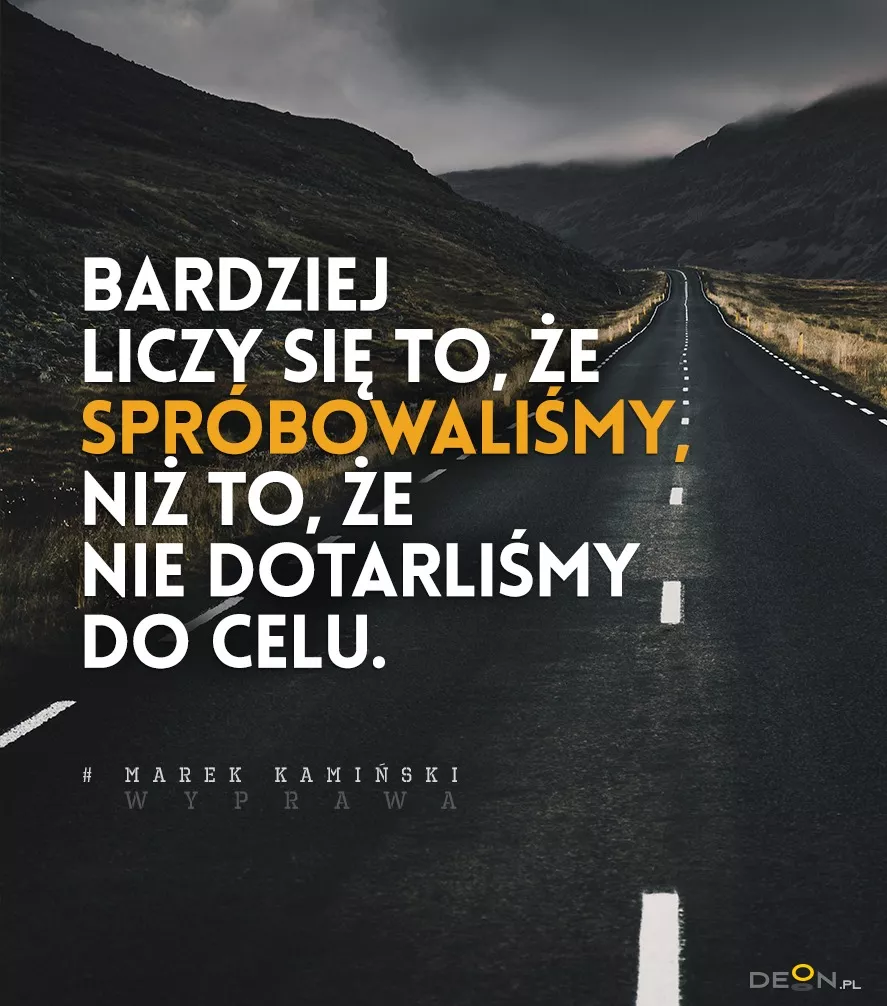 BARDZIEJ
LICZY SIĘ TO, ŻE
SPRÓBOWALIŚMY,
NIŻ TO, ŻE
NIE DOTARLIŚMY
DO CELU.
# MAREK KAMIŃSKI
WYPRAWA
DEON.PL